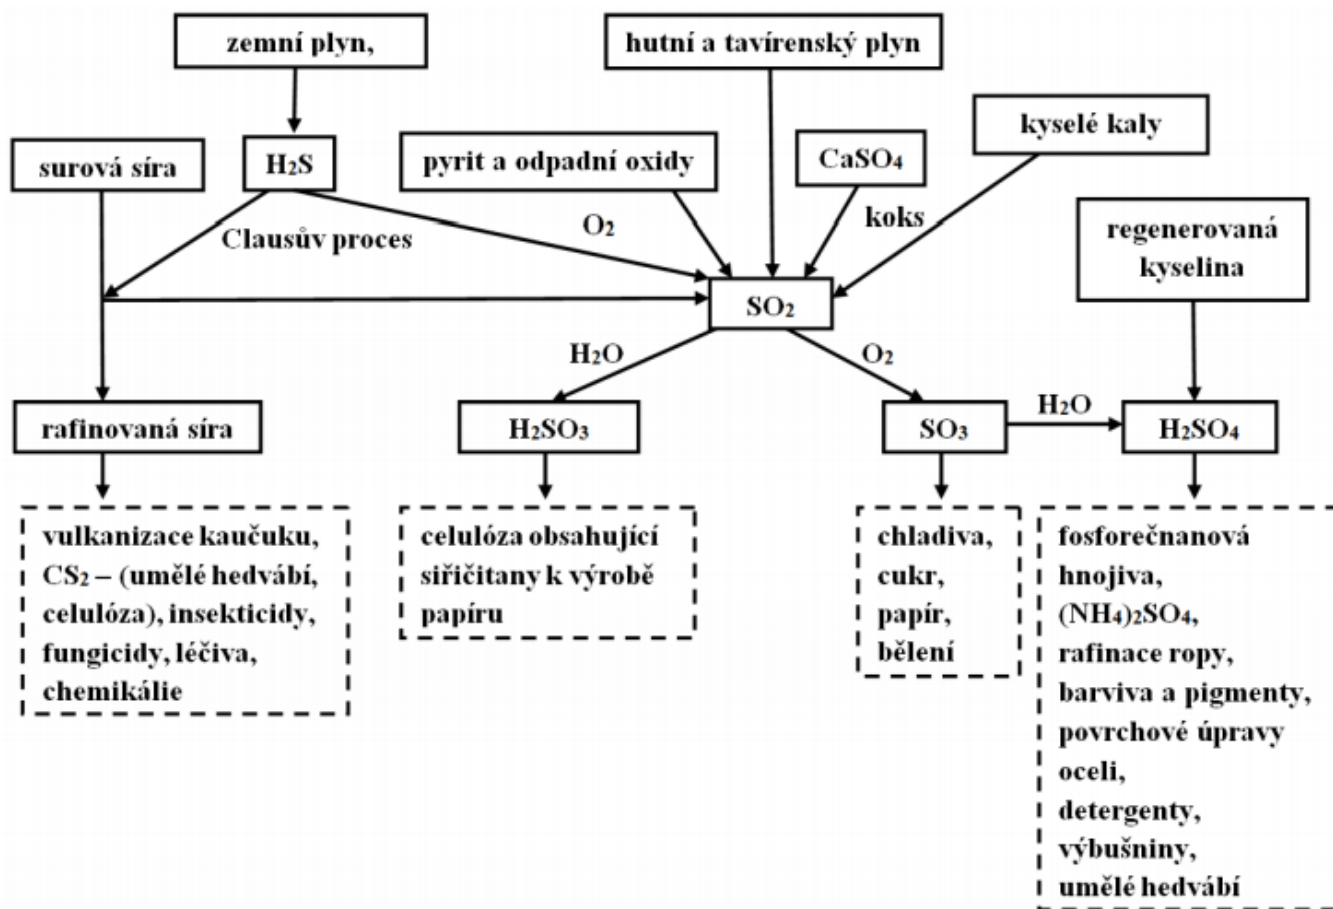 zemní plyn,
hutní a tavírenský plyn
kyselé kaly
surová síra
H₂S
pyrit a odpadní oxidy
CaSO₄
koks
O₂
Clausův proces
regenerovaná
kyselina
SO₂
H₂O
O₂
rafinovaná síra
H₂SO₃
SO₃
H₂O
H₂SO₄
vulkanizace kaučuku,
CS₂ – (umělé hedvábí,
celulóza), insekticidy,
fungicidy, léčiva,
chemikálie
celulóza obsahující
siřičitany k výrobě
papíru
chladiva,
cukr,
papír,
bělení
fosforečnanová
hnojiva,
(NH₄)₂SO₄,
rafinace ropy,
barviva a pigmenty,
povrchové úpravy
oceli,
detergenty,
výbušniny,
umělé hedvábí